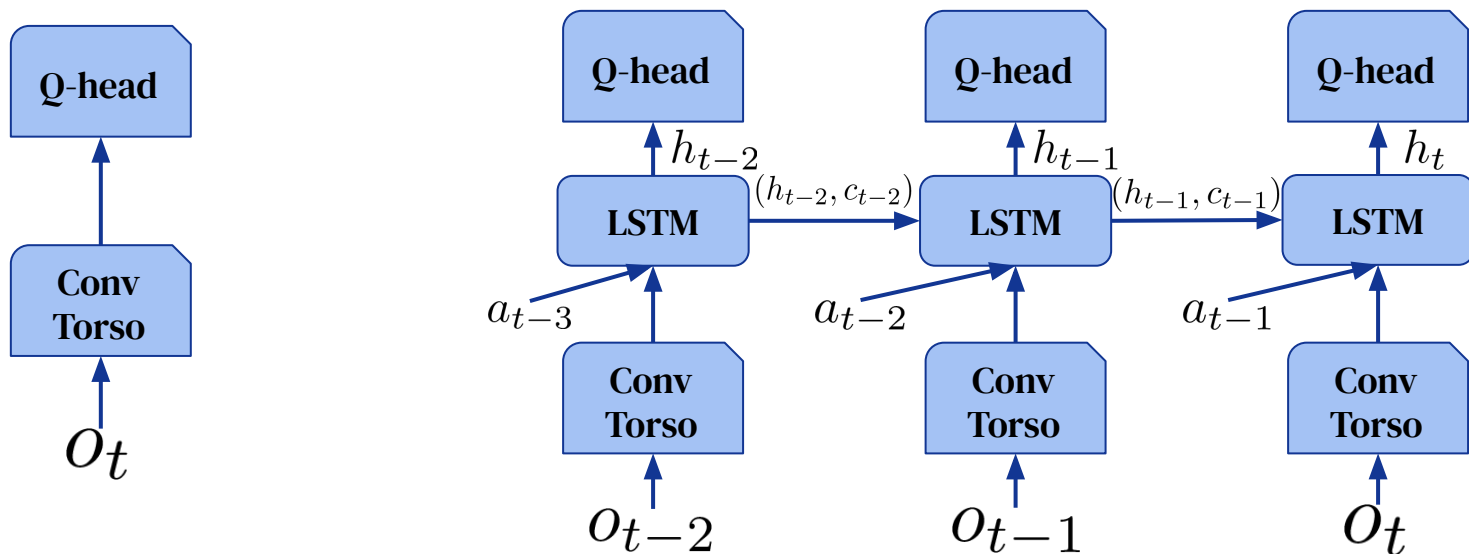 Q-head
Conv
Torso
o_t
Q-head
Q-head
Q-head
h_{t-2}
h_{t-1}
h_t
(h_{t-2}, c_{t-2})
(h_{t-1}, c_{t-1})
LSTM
LSTM
LSTM
a_{t-3}
a_{t-2}
a_{t-1}
Conv
Torso
Conv
Torso
Conv
Torso
o_{t-2}
o_{t-1}
o_t